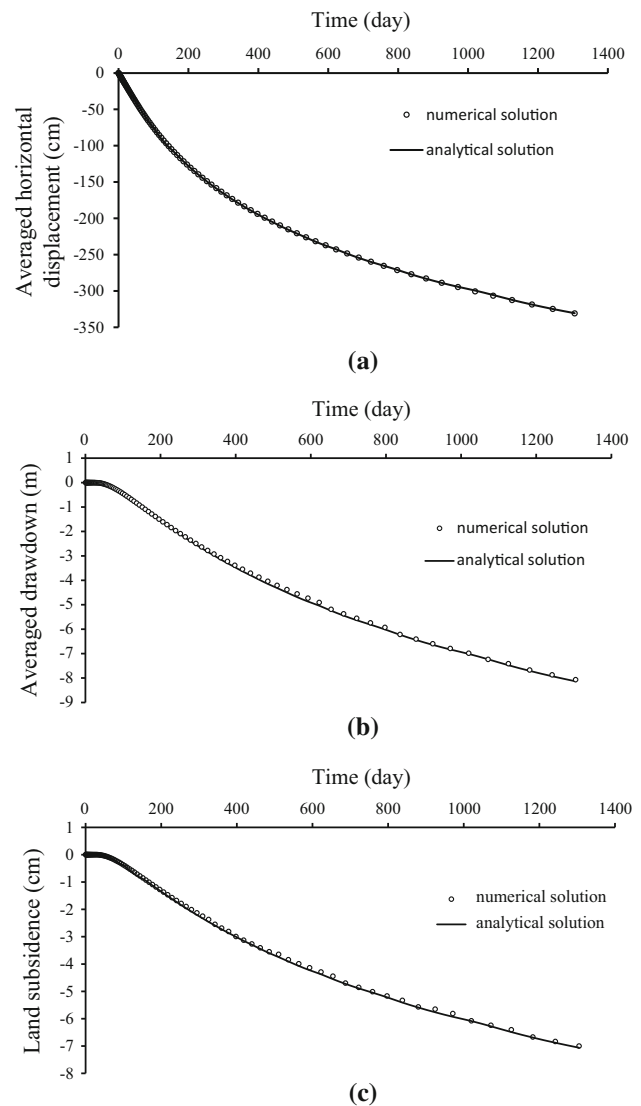 Time (day)
0 200 400 600 800 1000 1200 1400
0
-50
-100
-150
-200
-250
-300
-350
Averaged horizontal
displacement (cm)
numerical solution
analytical solution
(a)
Time (day)
0 200 400 600 800 1000 1200 1400
1
0
-1
-2
-3
-4
-5
-6
-7
-8
-9
Averaged drawdown (m)
numerical solution
analytical solution
(b)
Time (day)
0 200 400 600 800 1000 1200 1400
1
0
-1
-2
-3
-4
-5
-6
-7
-8
Land subsidence (cm)
numerical solution
analytical solution
(c)